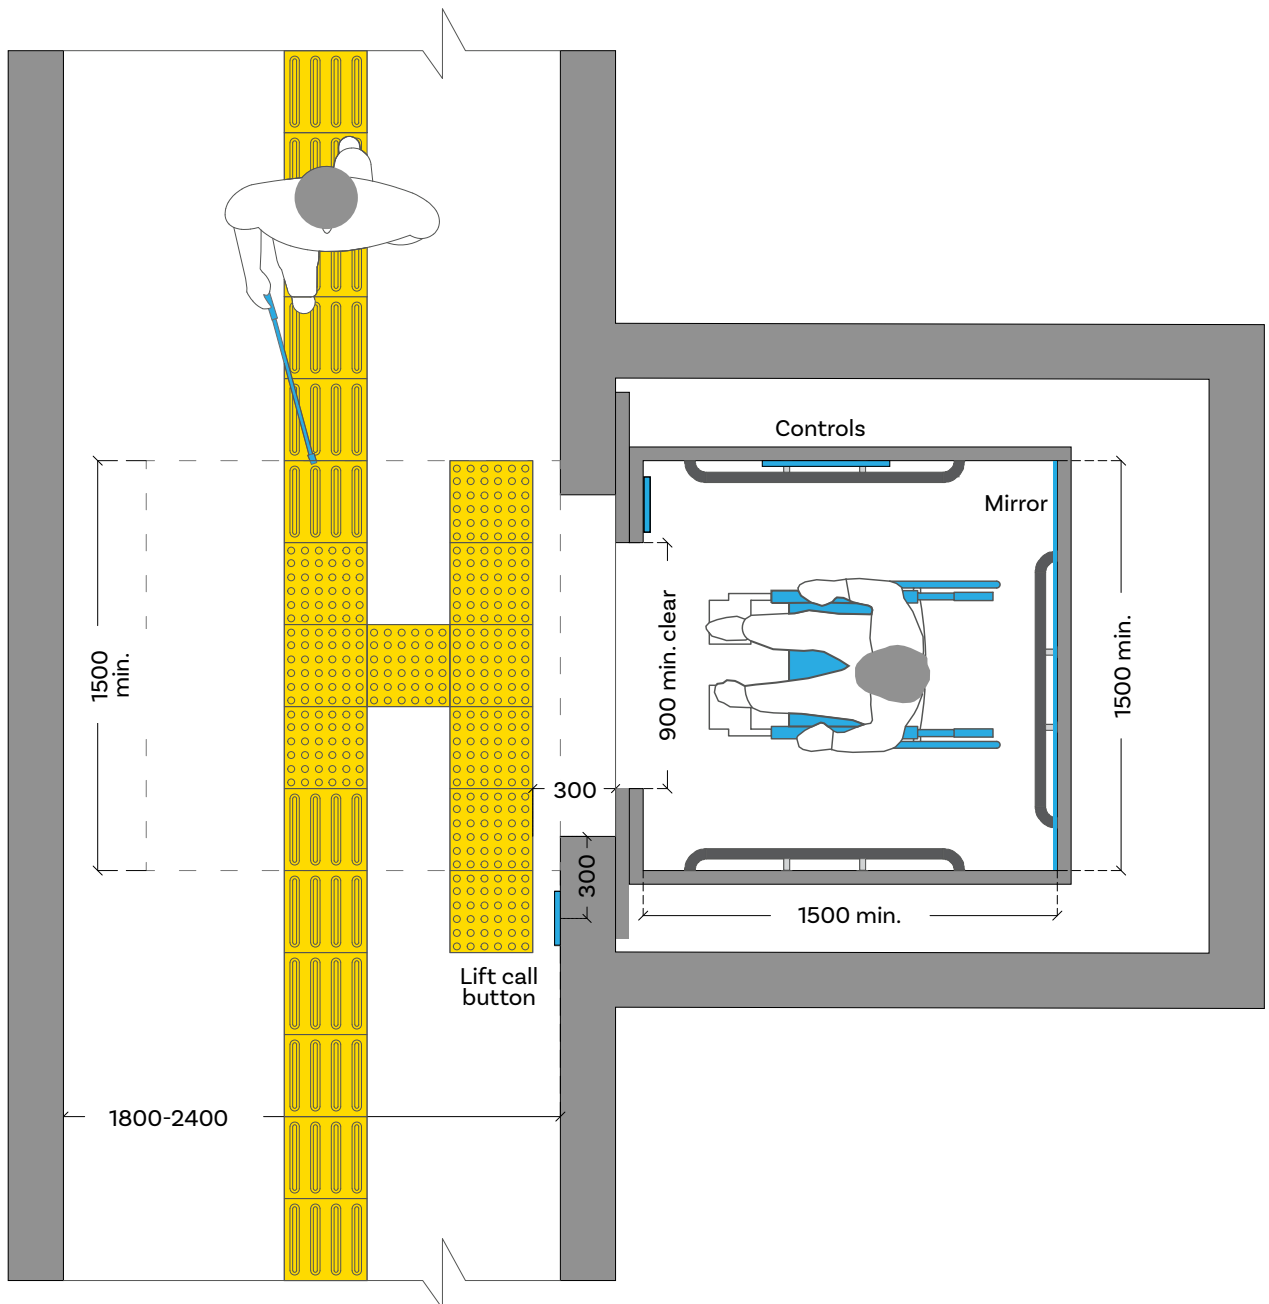 Controls
Mirror
1500
min.
900 min. clear
1500 min.
300
300
1500 min.
Lift call
button
1800-2400